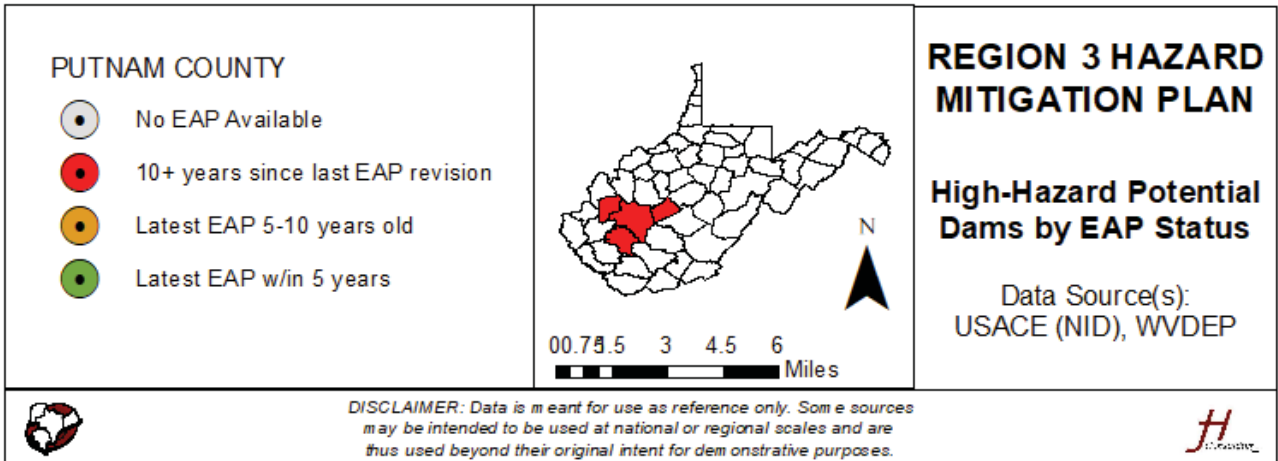 PUTNAM COUNTY
No EAP Available
10+ years since last EAP revision
Latest EAP 5-10 years old
Latest EAP w/in 5 years
N
00.751.5 3 4.5 6
Miles
REGION 3 HAZARD
MITIGATION PLAN
High-Hazard Potential
Dams by EAP Status
Data Source(s):
USACE (NID), WVDEP
DISCLAIMER: Data is meant for use as reference only. Some sources
may be intended to be used at national or regional scales and are
thus used beyond their original intent for demonstrative purposes.
JH